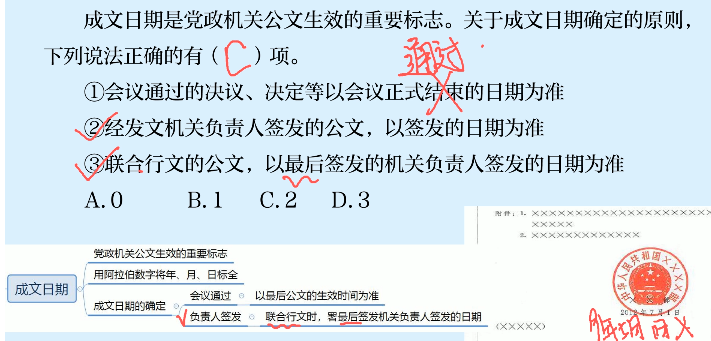 成文日期是党政机关公文生效的重要标志。关于成文日期确定的原则，
下列说法正确的有（C）项。
通过
①会议通过的决议、决定等以会议正式结束的日期为准
②经发文机关负责人签发的公文，以签发的日期为准
③联合行文的公文，以最后签发的机关负责人签发的日期为准
A.0 B.1 C.2 D.3
附件：1. ××××××××××××××××××
×××××
2. ××××××××××××
成文日期
党政机关公文生效的重要标志
用阿拉伯数字将年、月、日标全
成文日期的确定
会议通过
以最后公文的生效时间为准
负责人签发
联合行文时，署最后签发机关负责人签发的日期
中华人民共和国××××部
2012年7月1日
（×××××）